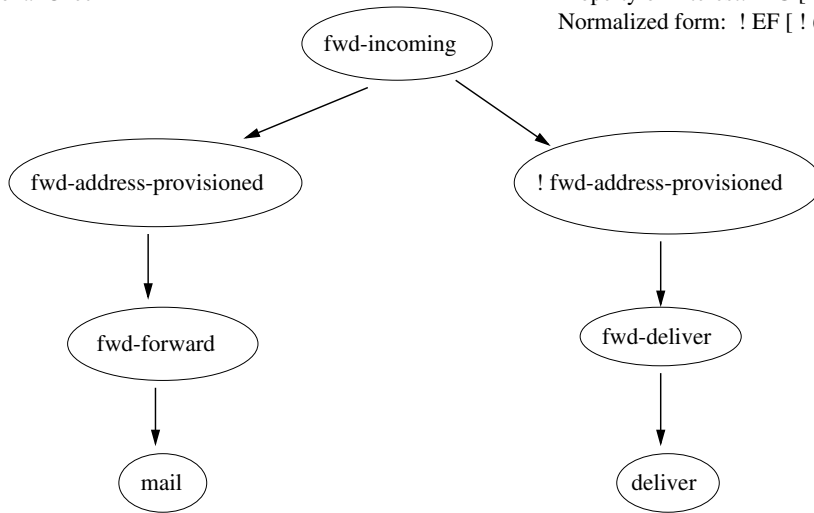 fwd-incoming
Normalized form: ! EF [ !
fwd-address-provisioned
! fwd-address-provisioned
fwd-forward
fwd-deliver
mail
deliver